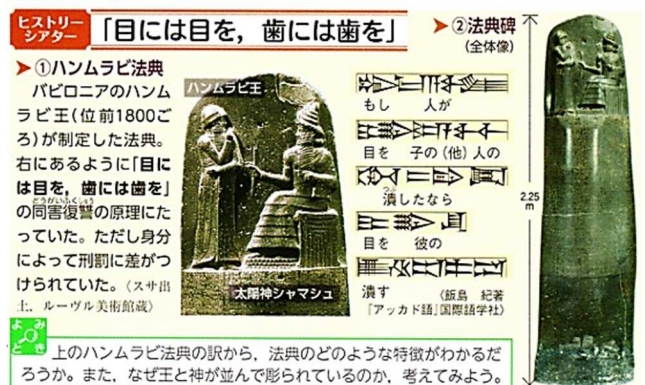 ヒストリー
シアター
「目には目を，歯には歯を」
➤①ハンムラビ法典
バビロニアのハンム
ラビ王(位前1800ご
ろ)が制定した法典。
右にあるように「目に
は目を，歯には歯を」
どうがいふくしゅう
の同害復讐の原理にた
っていた。ただし身分
によって刑罰に差がつ
けられていた。〈スサ出
土，ルーヴル美術館蔵〉
ハンムラビ王
太陽神シャマシュ
もし 人が
目を 子の(他)人の
つぶ
潰したなら
目を 彼の
潰す
〈飯島 紀著
『アッカド語』国際語学社〉
➤②法典碑
(全体像)
2.25
m
よみとき
上のハンムラビ法典の訳から，法典のどのような特徴がわかるだ
ろうか。また，なぜ王と神が並んで彫られているのか，考えてみよう。